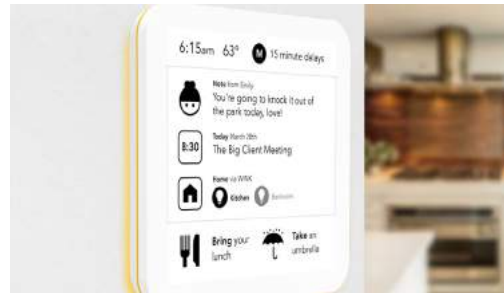 6:15am 63° M 15 minute delays
Note from Emily
You're going to knock it out of
the park today, love!
8:30
Today March 28th
The Big Client Meeting
Home via WINK
Kitchen Bedroom
Bring your
lunch
Take an
umbrella